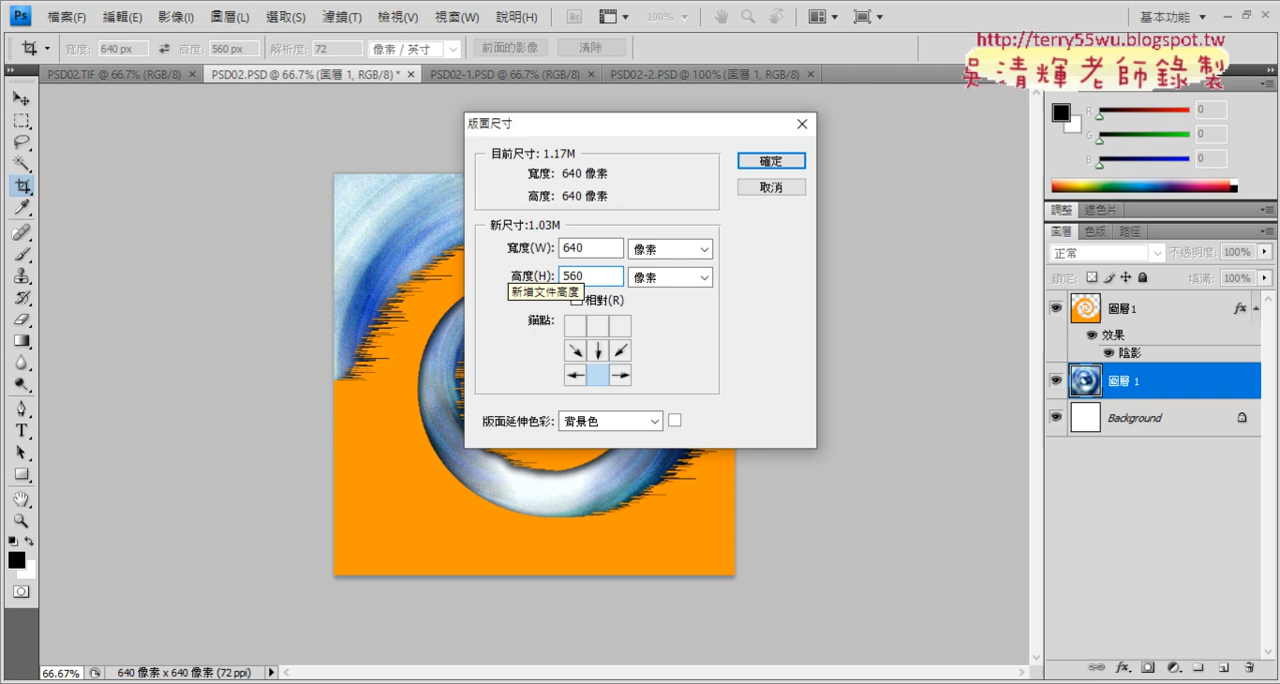 Ps 檔案(F) 編輯(E) 影像(I) 圖層(L) 選取(S) 濾鏡(T) 檢視(V) 視窗(W) 說明(H) Br 100% 基本功能
http://terry55wu.blogspot.tw
吳清輝老師錄製
寬度: 640 px 高度: 560 px 解析度: 72 像素 / 英寸 前面的影像 清除
PSD02.TIF @ 66.7% (RGB/8) PSD02.PSD @ 66.7% (圖層 1, RGB/8) * PSD02-1.PSD @ 66.7% (RGB/8) PSD02-2.PSD @ 100% (圖層 1, RGB/8)
R 0
G 0
B 0
調整 遮色片
圖層 色版 路徑
正常 不透明度: 100%
鎖定: 填滿: 100%
圖層1 fx
效果
陰影
圖層 1
Background
版面尺寸
目前尺寸: 1.17M
寬度: 640 像素
高度: 640 像素
確定
取消
新尺寸:1.03M
寬度(W): 640 像素
高度(H): 560 像素
新增文件高度
相對(R)
錨點:
版面延伸色彩: 背景色
66.67% 640 像素 x 640 像素 (72 ppi)
fx